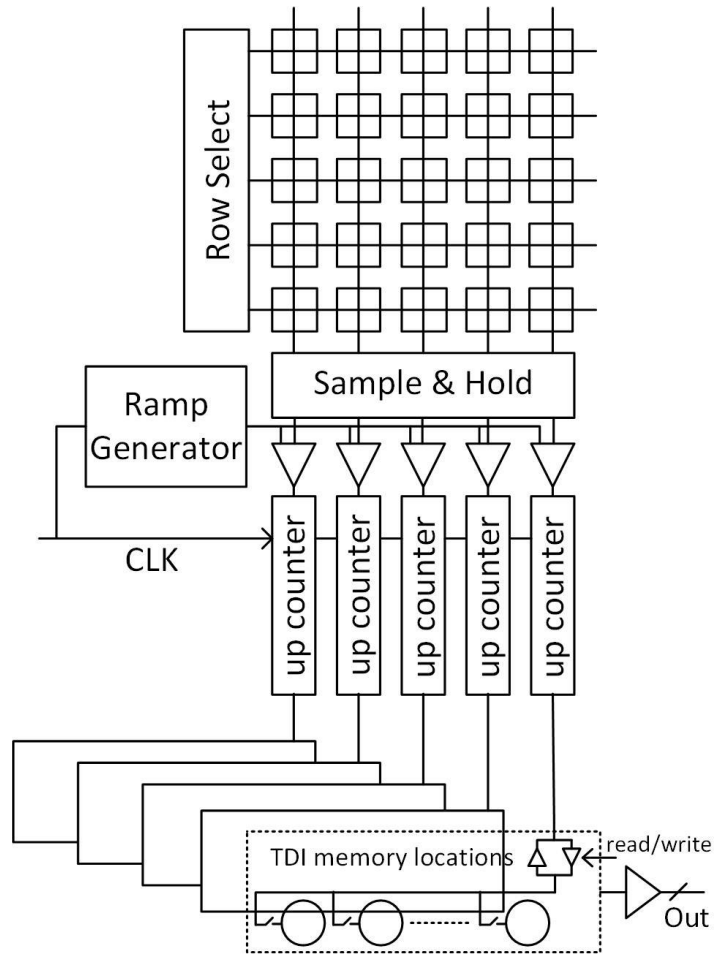 Row Select
Sample & Hold
Ramp
Generator
CLK
up counter
up counter
up counter
up counter
up counter
TDI memory locations
read/write
Out